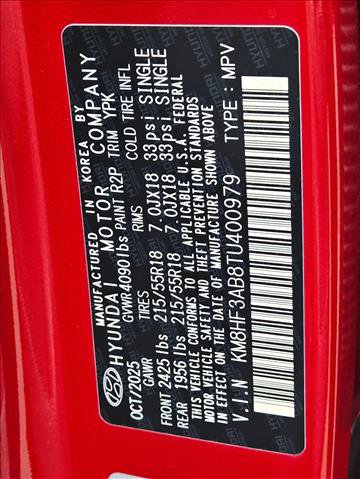 HYUNDAI MOTOR COMPANY
MADE IN KOREA BY
OCT/2025 GVWR 4090 lbs PAINT R2P TRIM YPK
GAWR TIRES RIMS COLD TIRE INFL
FRONT 2425 lbs 215/55R18 7.0JX18 33psi SINGLE
REAR 1956 lbs 215/55R18 7.0JX18 33psi SINGLE
THIS VEHICLE CONFORMS TO ALL APPLICABLE U.S.A. FEDERAL
MOTOR VEHICLE SAFETY AND THEFT PREVENTION STANDARDS
IN EFFECT ON THE DATE OF MANUFACTURE SHOWN ABOVE.
V.I.N KM8HF3AB8TU400979 TYPE : MPV